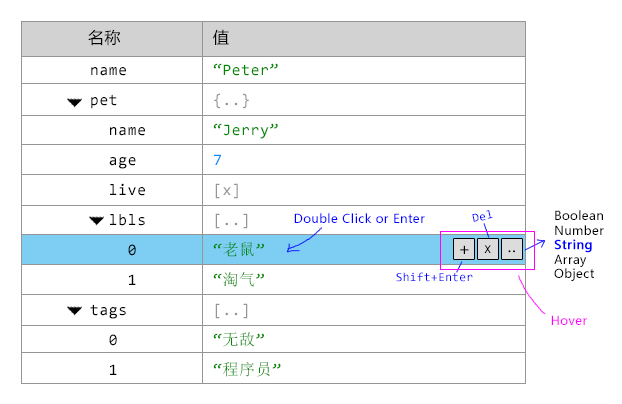 名称 值
name “Peter”
pet {..}
name “Jerry”
age 7
live [x]
lbls [..]
Double Click or Enter
Del
0 “老鼠” + x ..
Shift+Enter
Boolean
Number
String
Array
Object
1 “淘气”
tags [..]
Hover
0 “无敌”
1 “程序员”